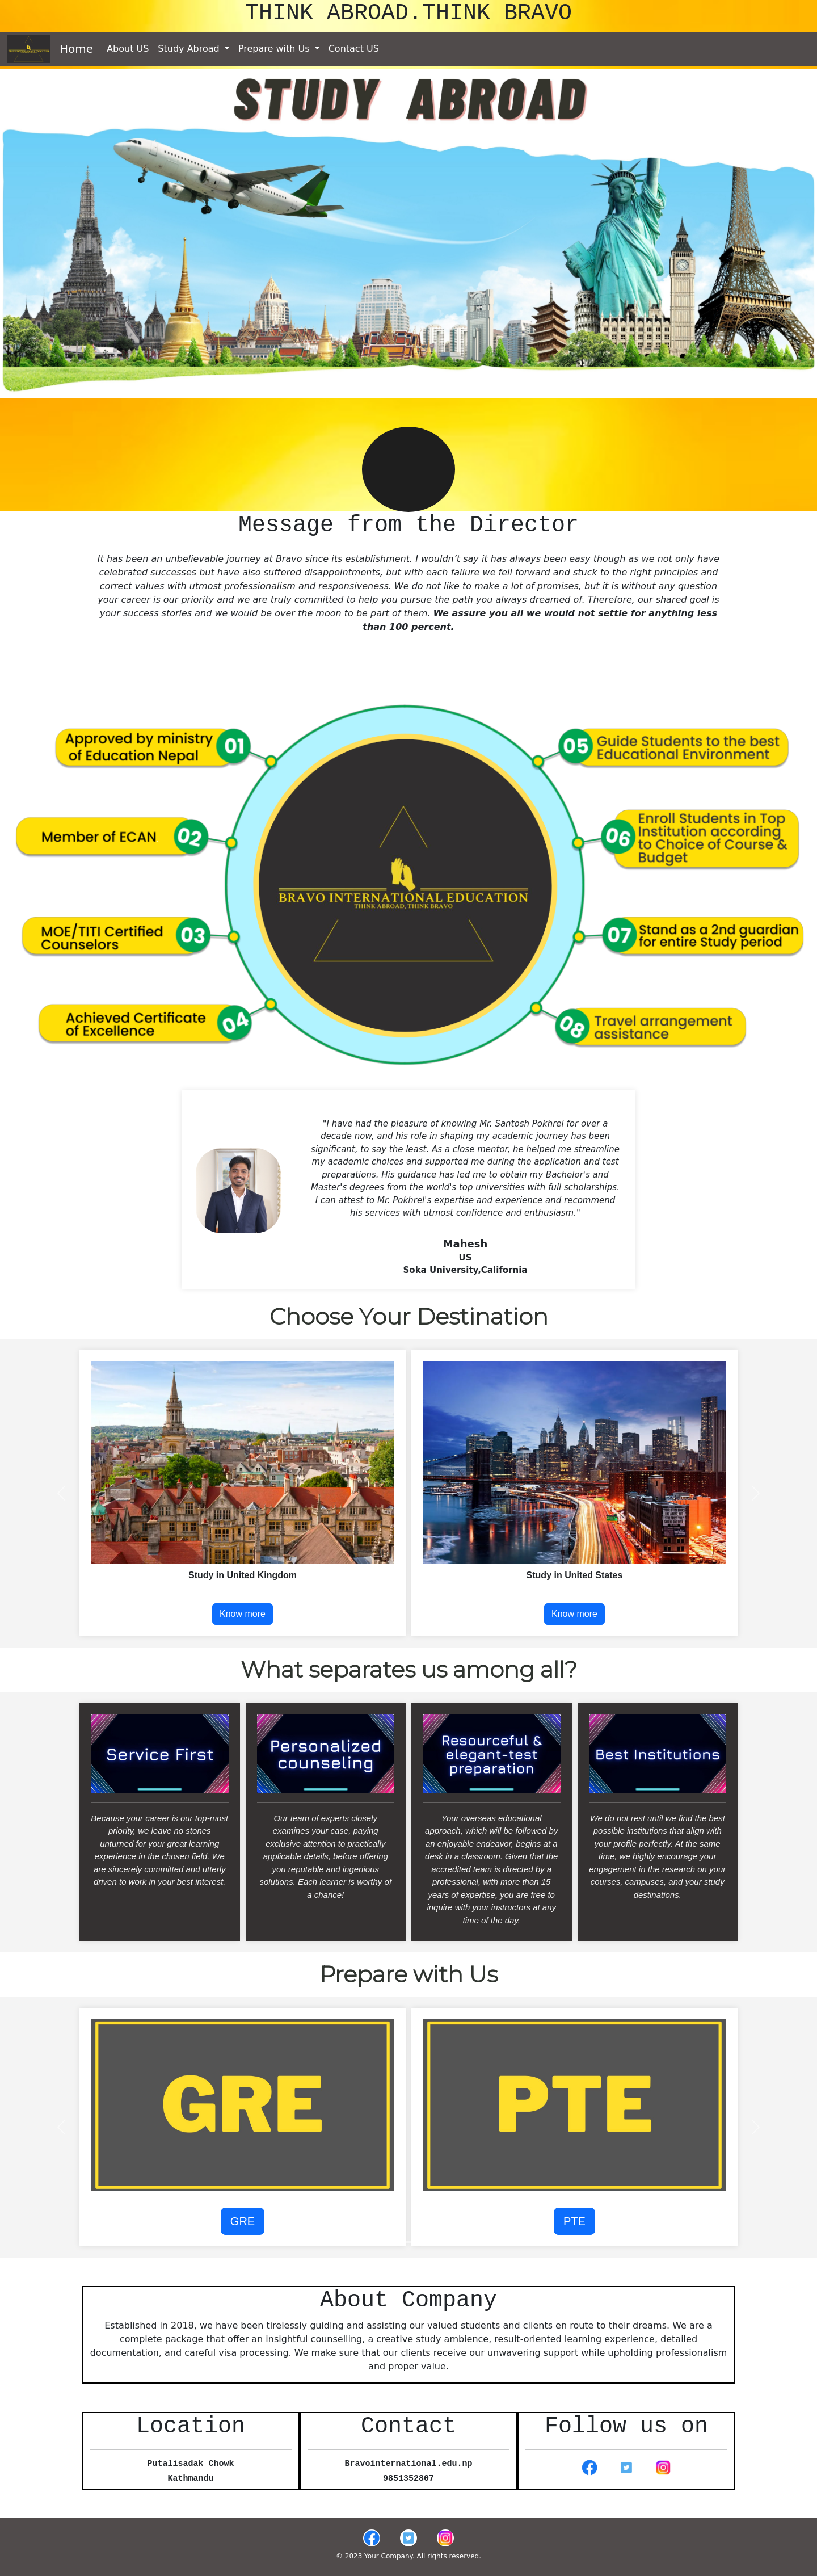 THINK ABROAD.THINK BRAVO
Home About US Study Abroad Prepare with Us Contact US
STUDY ABROAD
Message from the Director
It has been an unbelievable journey at Bravo since its establishment. I wouldn’t say it has always been easy though as we not only have
celebrated successes but have also suffered disappointments, but with each failure we fell forward and stuck to the right principles and
correct values with utmost professionalism and responsiveness. We do not like to make a lot of promises, but it is without any question
your career is our priority and we are truly committed to help you pursue the path you always dreamed of. Therefore, our shared goal is
your success stories and we would be over the moon to be part of them. We assure you all we would not settle for anything less
than 100 percent.
Approved by ministry
of Education Nepal
01
Member of ECAN
02
MOE/TITI Certified
Counselors
03
Achieved Certificate
of Excellence
04
BRAVO INTERNATIONAL EDUCATION
THINK ABROAD, THINK BRAVO
05
Guide Students to the best
Educational Environment
06
Enroll Students in Top
Institution according
to Choice of Course &
Budget
07
Stand as a 2nd guardian
for entire Study period
08
Travel arrangement
assistance
"I have had the pleasure of knowing Mr. Santosh Pokhrel for over a
decade now, and his role in shaping my academic journey has been
significant, to say the least. As a close mentor, he helped me streamline
my academic choices and supported me during the application and test
preparations. His guidance has led me to obtain my Bachelor's and
Master's degrees from the world's top universities with full scholarships.
I can attest to Mr. Pokhrel's expertise and experience and recommend
his services with utmost confidence and enthusiasm."
Mahesh
US
Soka University,California
Choose Your Destination
Study in United Kingdom
Know more
Study in United States
Know more
What separates us among all?
Service First
Because your career is our top-most
priority, we leave no stones
unturned for your great learning
experience in the chosen field. We
are sincerely committed and utterly
driven to work in your best interest.
Personalized
counseling
Our team of experts closely
examines your case, paying
exclusive attention to practically
applicable details, before offering
you reputable and ingenious
solutions. Each learner is worthy of
a chance!
Resourceful &
elegant-test
preparation
Your overseas educational
approach, which will be followed by
an enjoyable endeavor, begins at a
desk in a classroom. Given that the
accredited team is directed by a
professional, with more than 15
years of expertise, you are free to
inquire with your instructors at any
time of the day.
Best Institutions
We do not rest until we find the best
possible institutions that align with
your profile perfectly. At the same
time, we highly encourage your
engagement in the research on your
courses, campuses, and your study
destinations.
Prepare with Us
GRE
GRE
PTE
PTE
About Company
Established in 2018, we have been tirelessly guiding and assisting our valued students and clients en route to their dreams. We are a
complete package that offer an insightful counselling, a creative study ambience, result-oriented learning experience, detailed
documentation, and careful visa processing. We make sure that our clients receive our unwavering support while upholding professionalism
and proper value.
Location
Putalisadak Chowk
Kathmandu
Contact
Bravointernational.edu.np
9851352807
Follow us on
© 2023 Your Company. All rights reserved.